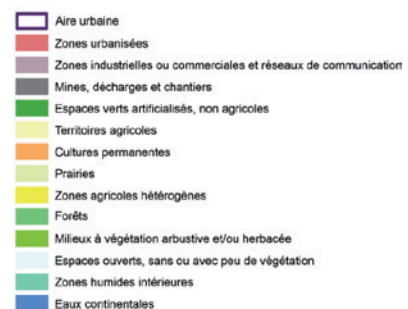 Aire urbaine
Zones urbanisées
Zones industrielles ou commerciales et réseaux de communication
Mines, décharges et chantiers
Espaces verts artificialisés, non agricoles
Territoires agricoles
Cultures permanentes
Prairies
Zones agricoles hétérogènes
Forêts
Milieux à végétation arbustive et/ou herbacée
Espaces ouverts, sans ou avec peu de végétation
Zones humides intérieures
Eaux continentales